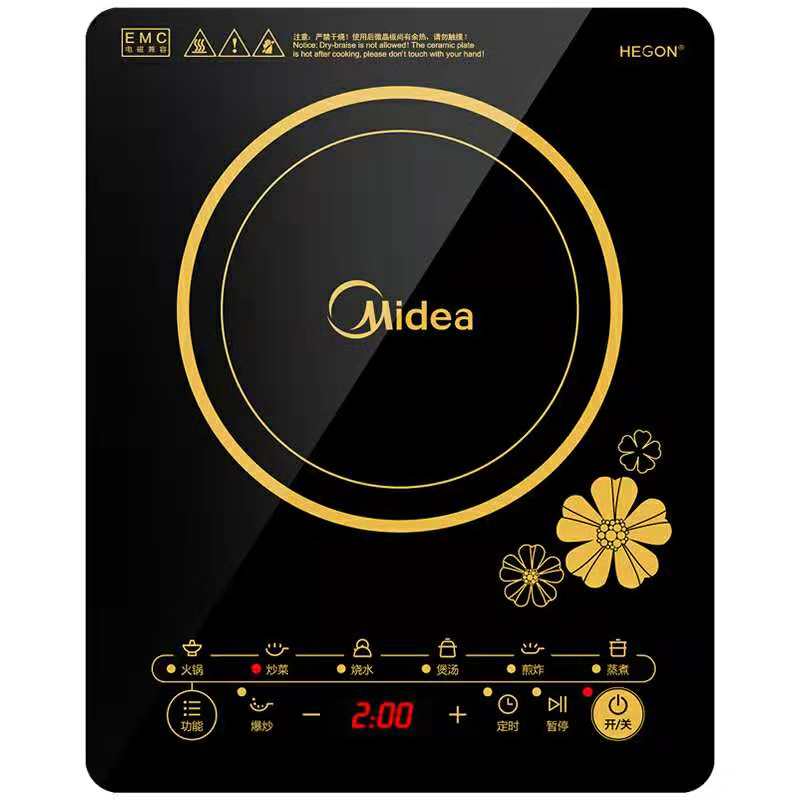 EMC
电磁兼容
注意:严禁干烧!使用后微晶板尚有余热,请勿触摸!
Notice: Dry-braise is not allowed! The ceramic plate
is hot after cooking, please don't touch with your hand!
HEGON®
Midea
火锅 炒菜 烧水 煲汤 煎炸 蒸煮
功能 爆炒 — 2:00 + 定时 暂停 开/关